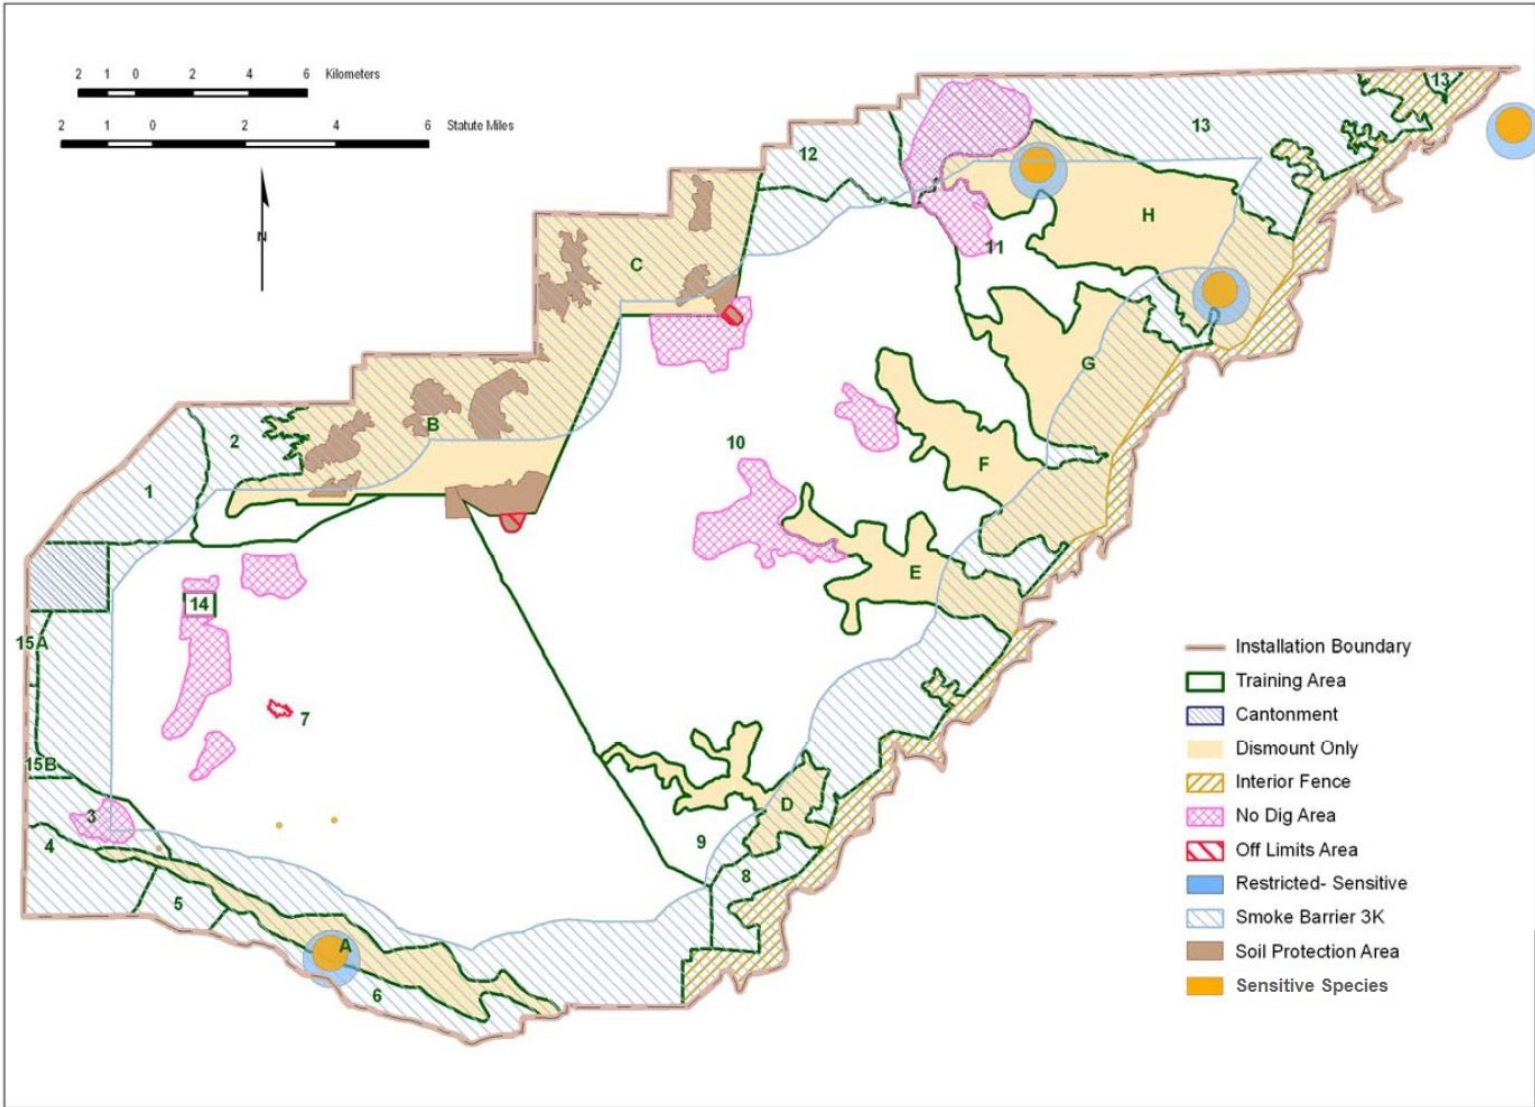 2 1 0 2 4 6 Kilometers
2 1 0 2 4 6 Statute Miles
N
13
13
12
H
11
C
G
B
2
10
F
1
E
14
15A
7
15B
3
D
4
9
8
5
A
6
Installation Boundary
Training Area
Cantonment
Dismount Only
Interior Fence
No Dig Area
Off Limits Area
Restricted- Sensitive
Smoke Barrier 3K
Soil Protection Area
Sensitive Species